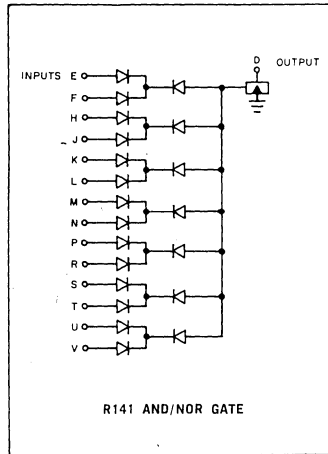 D OUTPUT
INPUTS E
F
H
J
K
L
M
N
P
R
S
T
U
V
R141 AND/NOR GATE